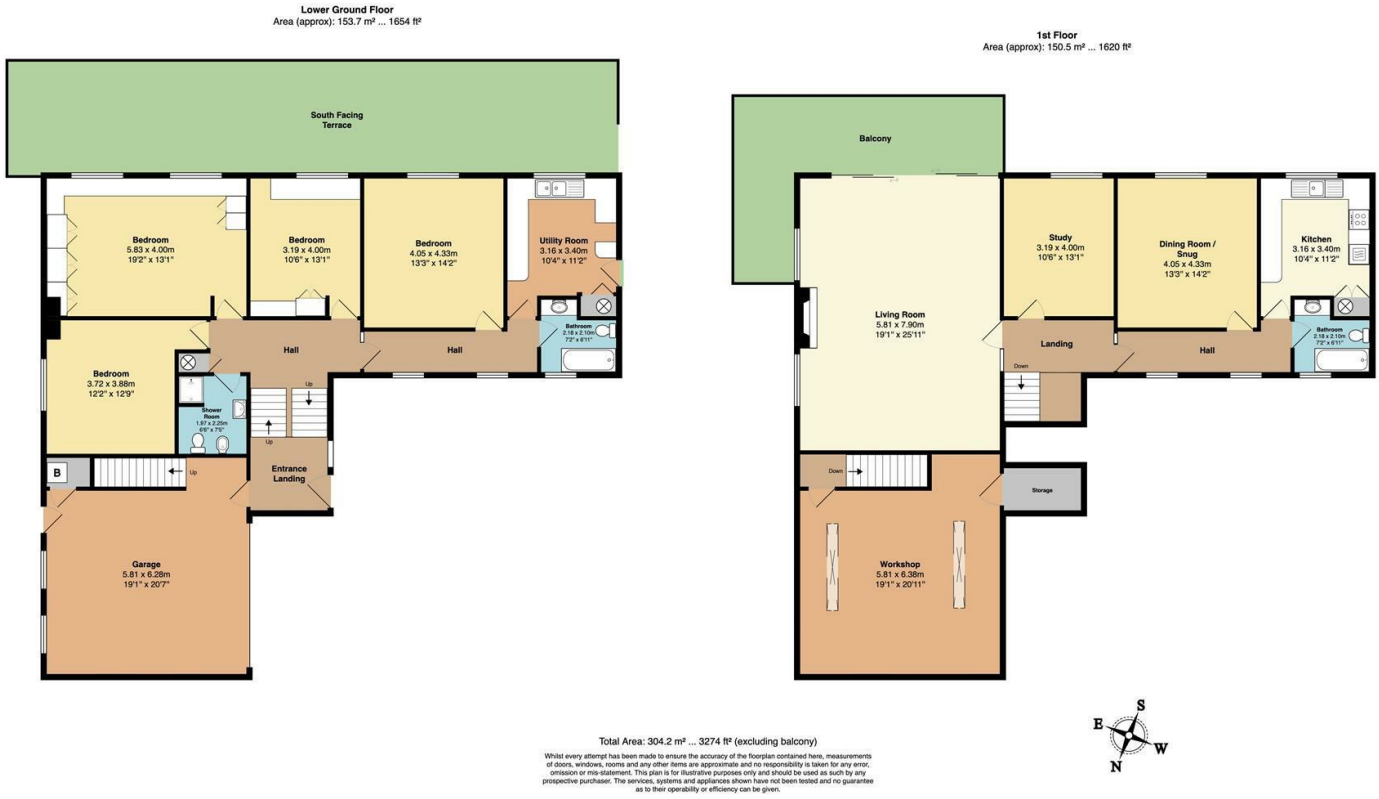 Lower Ground Floor
Area (approx): 153.7 m² ... 1654 ft²
South Facing
Terrace
Bedroom
5.83 x 4.00m
19'2" x 13'1"
Bedroom
3.19 x 4.00m
10'6" x 13'1"
Bedroom
4.05 x 4.33m
13'3" x 14'2"
Utility Room
3.16 x 3.40m
10'4" x 11'2"
Bathroom
2.18 x 2.10m
7'2" x 6'11"
Hall
Hall
Bedroom
3.72 x 3.88m
12'2" x 12'9"
Shower
Room
1.97 x 2.25m
6'6" x 7'5"
Up
Up
Entrance
Landing
B
Up
Garage
5.81 x 6.28m
19'1" x 20'7"
1st Floor
Area (approx): 150.5 m² ... 1620 ft²
Balcony
Living Room
5.81 x 7.90m
19'1" x 25'11"
Study
3.19 x 4.00m
10'6" x 13'1"
Dining Room /
Snug
4.05 x 4.33m
13'3" x 14'2"
Kitchen
3.16 x 3.40m
10'4" x 11'2"
Bathroom
2.18 x 2.10m
7'2" x 6'11"
Landing
Hall
Down
Down
Storage
Workshop
5.81 x 6.38m
19'1" x 20'11"
S
E
W
N
Total Area: 304.2 m² ... 3274 ft² (excluding balcony)
Whilst every attempt has been made to ensure the accuracy of the floorplan contained here, measurements
of doors, windows, rooms and any other items are approximate and no responsibility is taken for any error,
omission or mis-statement. This plan is for illustrative purposes only and should be used as such by any
prospective purchaser. The services, systems and appliances shown have not been tested and no guarantee
as to their operability or efficiency can be given.